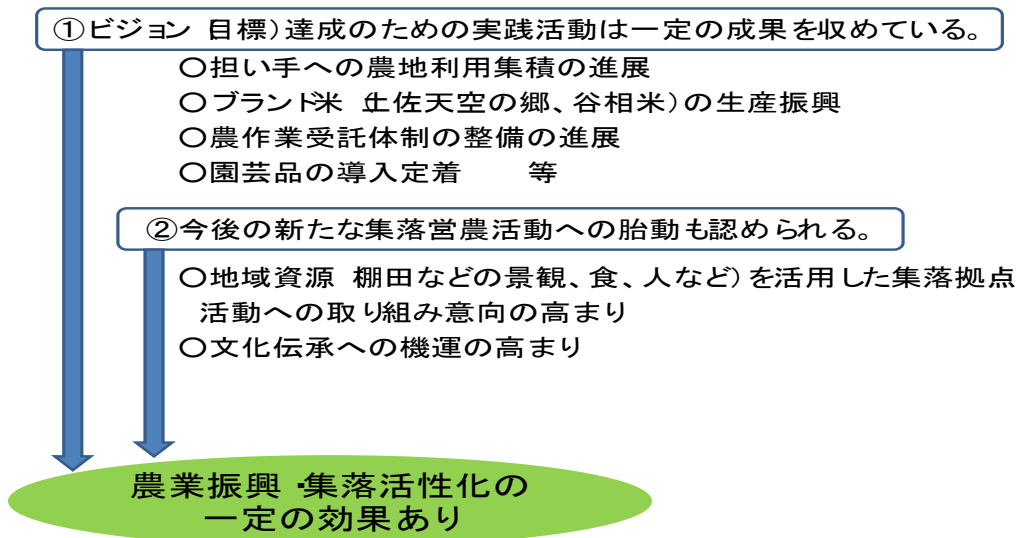 ①ビジョン 目標)達成のための実践活動は一定の成果を収めている。
○担い手への農地利用集積の進展
○ブランド米 土佐天空の郷、谷相米)の生産振興
○農作業受託体制の整備の進展
○園芸品の導入定着　　等
②今後の新たな集落営農活動への胎動も認められる。
○地域資源 棚田などの景観、食、人など)を活用した集落拠点
活動への取り組み意向の高まり
○文化伝承への機運の高まり
農業振興・集落活性化の
一定の効果あり